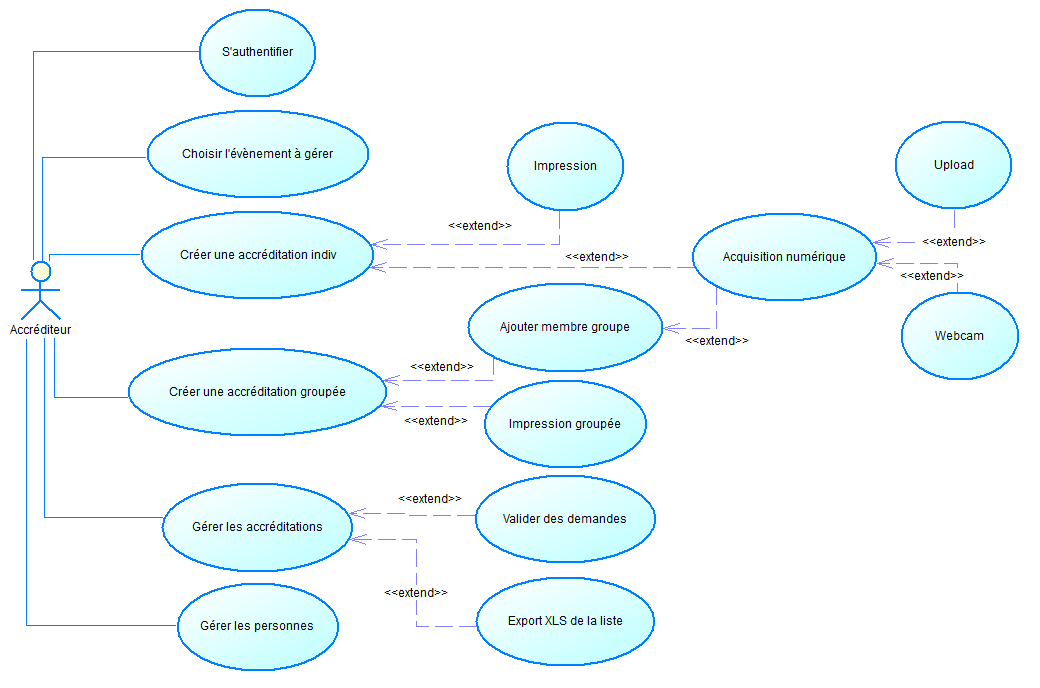 S'authentifier
Choisir l'évènement à gérer
Impression
Upload
<<extend>>
<<extend>>
Créer une accréditation indiv
<<extend>>
Acquisition numérique
<<extend>>
Accréditeur
Ajouter membre groupe
<<extend>>
Webcam
<<extend>>
Créer une accréditation groupée
<<extend>>
Impression groupée
<<extend>>
Valider des demandes
Gérer les accréditations
<<extend>>
Export XLS de la liste
Gérer les personnes